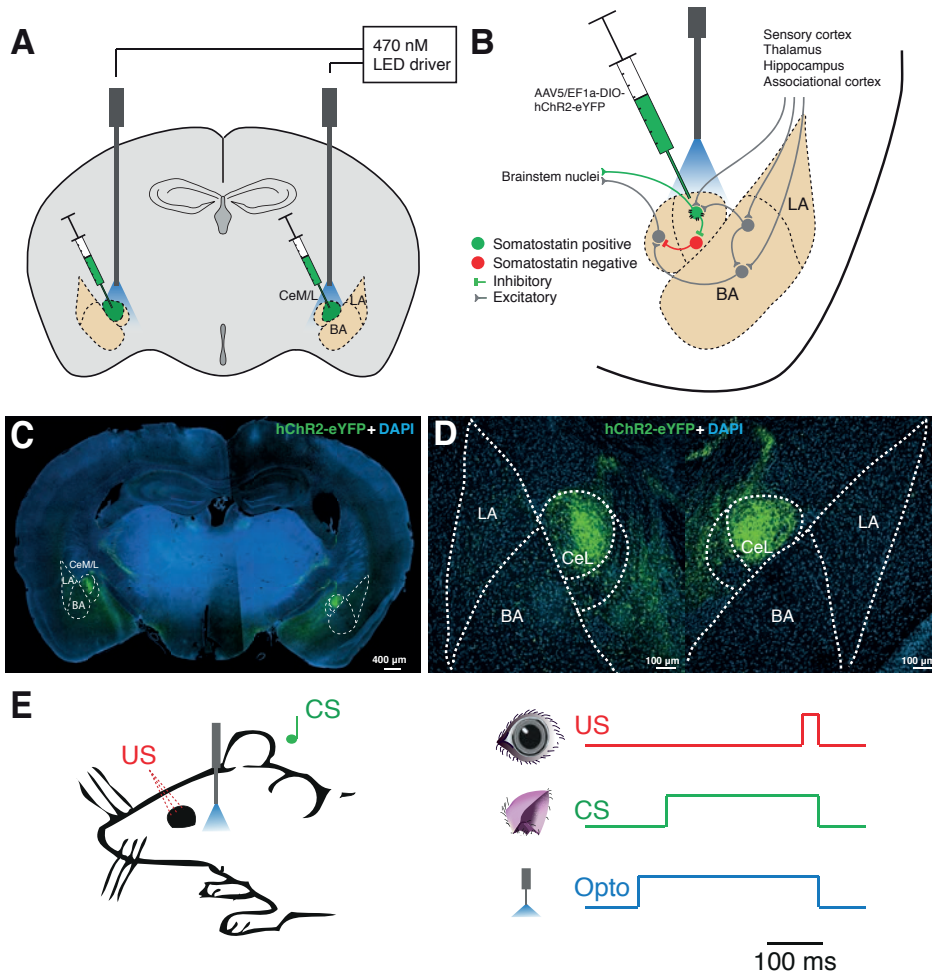 A
470 nM
LED driver
CeM/L
LA
BA
B
AAV5/EF1a-DIO-
hChR2-eYFP
Sensory cortex
Thalamus
Hippocampus
Associational cortex
Brainstem nuclei
LA
BA
Somatostatin positive
Somatostatin negative
Inhibitory
Excitatory
C
hChR2-eYFP+DAPI
CeM/L
LA
BA
400 µm
D
hChR2-eYFP+DAPI
LA
CeL
BA
100 µm
CeL
LA
BA
100 µm
E
CS
US
US
CS
Opto
100 ms